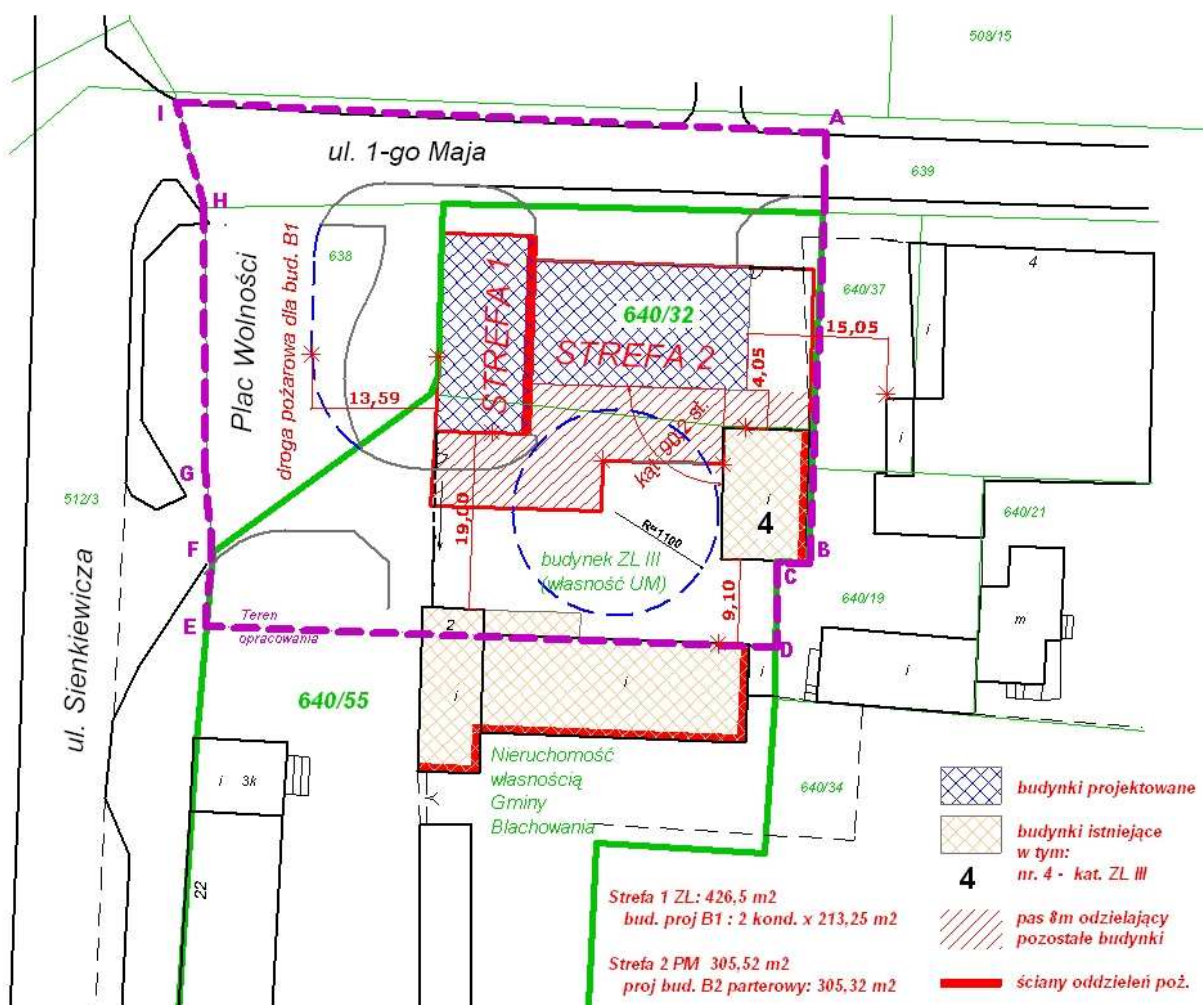 508/15
I
A
ul. 1-go Maja
639
H
638
4
640/37
i
Plac Wolności
droga pożarowa dla bud. B1
STREFA 1
640/32
STREFA 2
15,05
4,05
13,59
kąt 90,2 st.
i
G
512/3
19,00
R=1100
i
4
640/21
F
B
C
budynek ZL III
(własność UM)
9,10
640/19
m
E
Teren
opracowania
2
D
i
i
i
i
ul. Sienkiewicza
640/55
Nieruchomość
własnością
Gminy
Blachowania
i 3k
640/34
22
budynki projektowane
budynki istniejące
w tym:
4
nr. 4 - kat. ZL III
Strefa 1 ZL: 426,5 m2
bud. proj B1 : 2 kond. x 213,25 m2
pas 8m odzielający
pozostałe budynki
Strefa 2 PM 305,52 m2
proj bud. B2 parterowy: 305,32 m2
ściany oddzieleń poż.